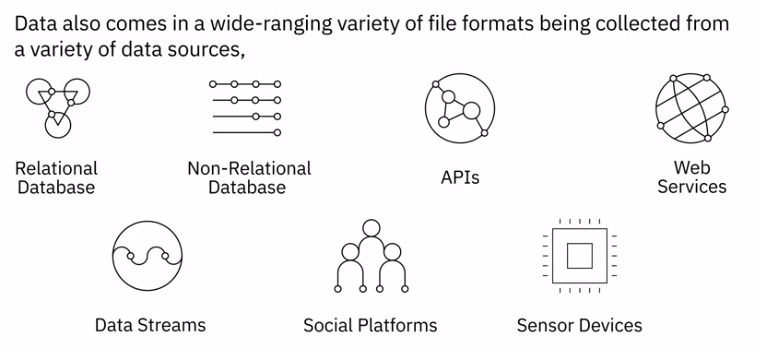 Data also comes in a wide-ranging variety of file formats being collected from
a variety of data sources,
Relational
Database
Non-Relational
Database
APIs
Web
Services
Data Streams
Social Platforms
Sensor Devices